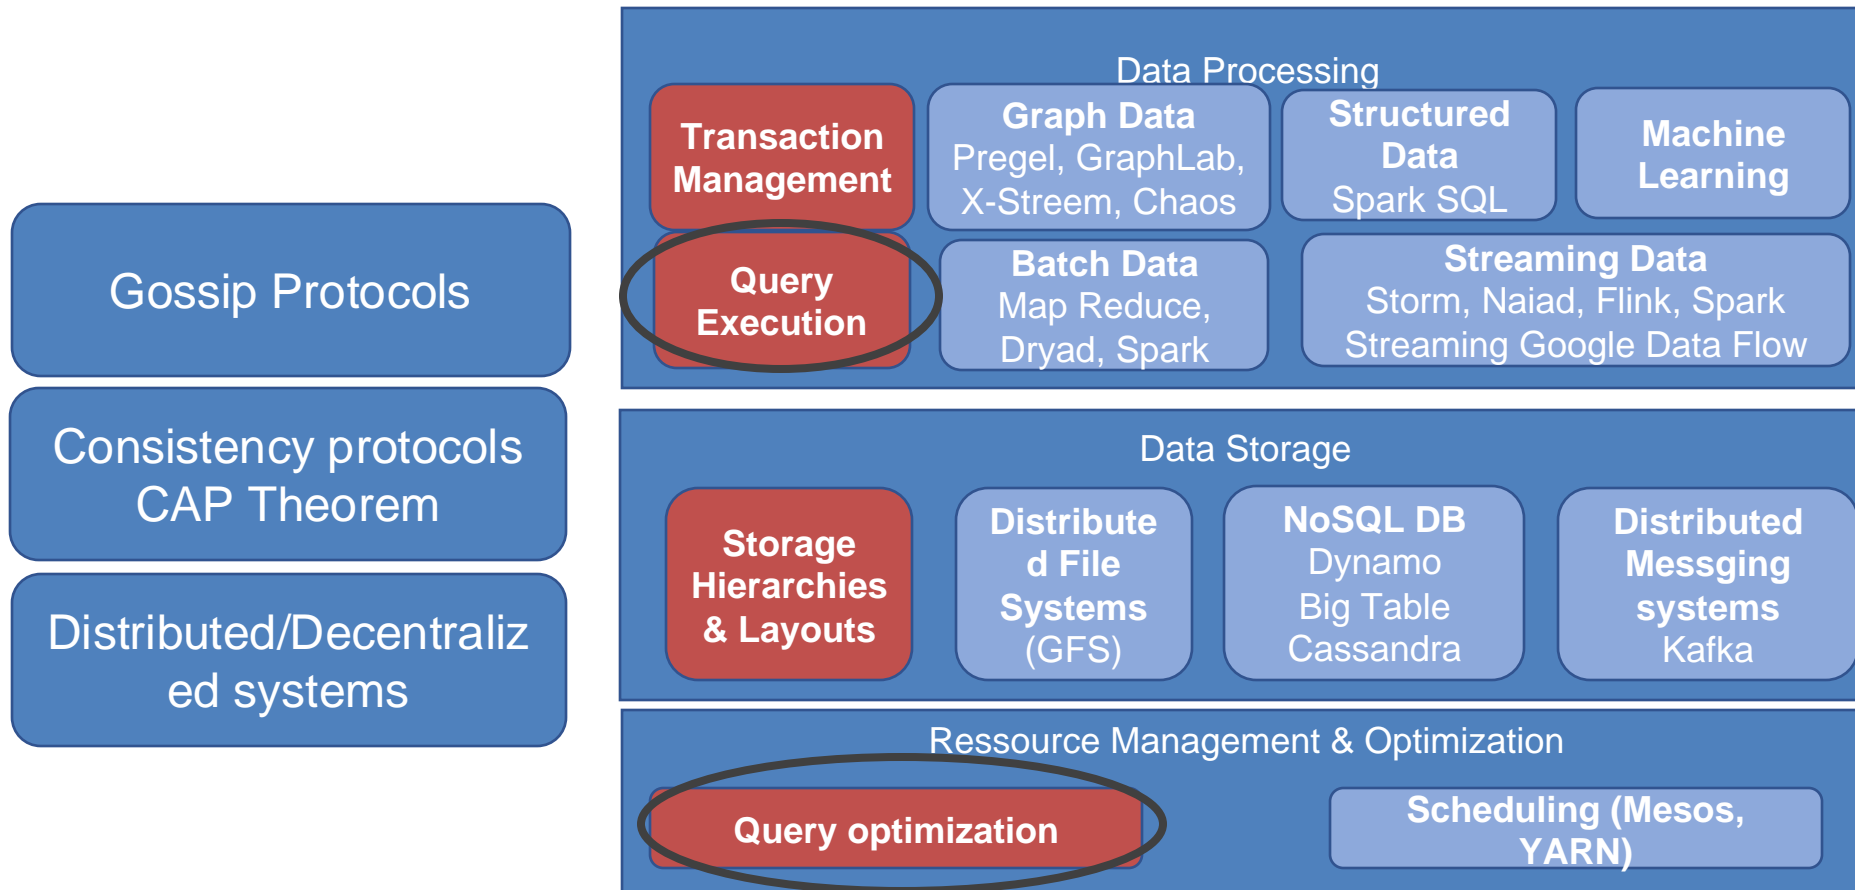 Gossip Protocols
Consistency protocols
CAP Theorem
Distributed/Decentraliz
ed systems
Data Processing
Transaction
Management
Graph Data
Pregel, GraphLab,
X-Streem, Chaos
Structured
Data
Spark SQL
Machine
Learning
Query
Execution
Batch Data
Map Reduce,
Dryad, Spark
Streaming Data
Storm, Naiad, Flink, Spark
Streaming Google Data Flow
Data Storage
Storage
Hierarchies
& Layouts
Distribute
d File
Systems
(GFS)
NoSQL DB
Dynamo
Big Table
Cassandra
Distributed
Messging
systems
Kafka
Ressource Management & Optimization
Query optimization
Scheduling (Mesos,
YARN)